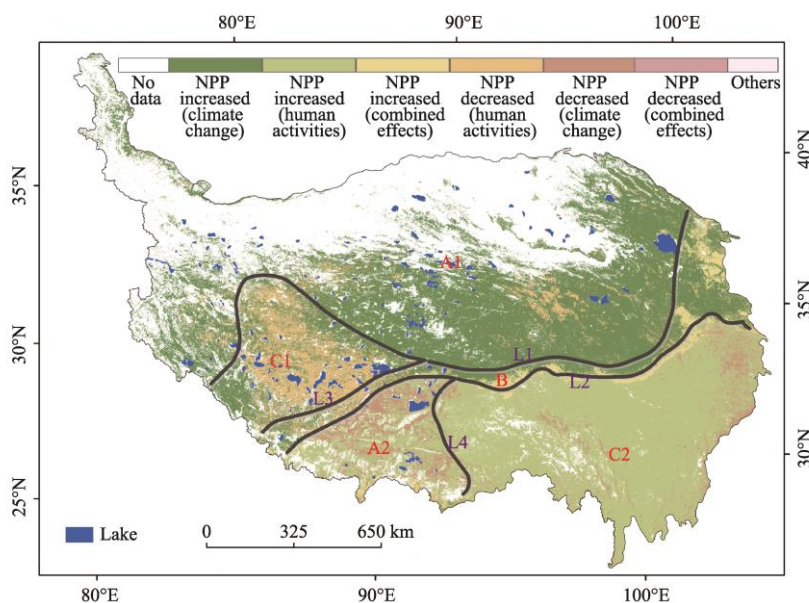 80°E 90°E 100°E
No data
NPP increased (climate change)
NPP increased (human activities)
NPP increased (combined effects)
NPP decreased (human activities)
NPP decreased (climate change)
NPP decreased (combined effects)
Others
40°N
35°N
A1
35°N
30°N
C1
L1
B
L2
L3
A2
L4
C2
30°N
25°N
Lake
0 325 650 km
80°E 90°E 100°E